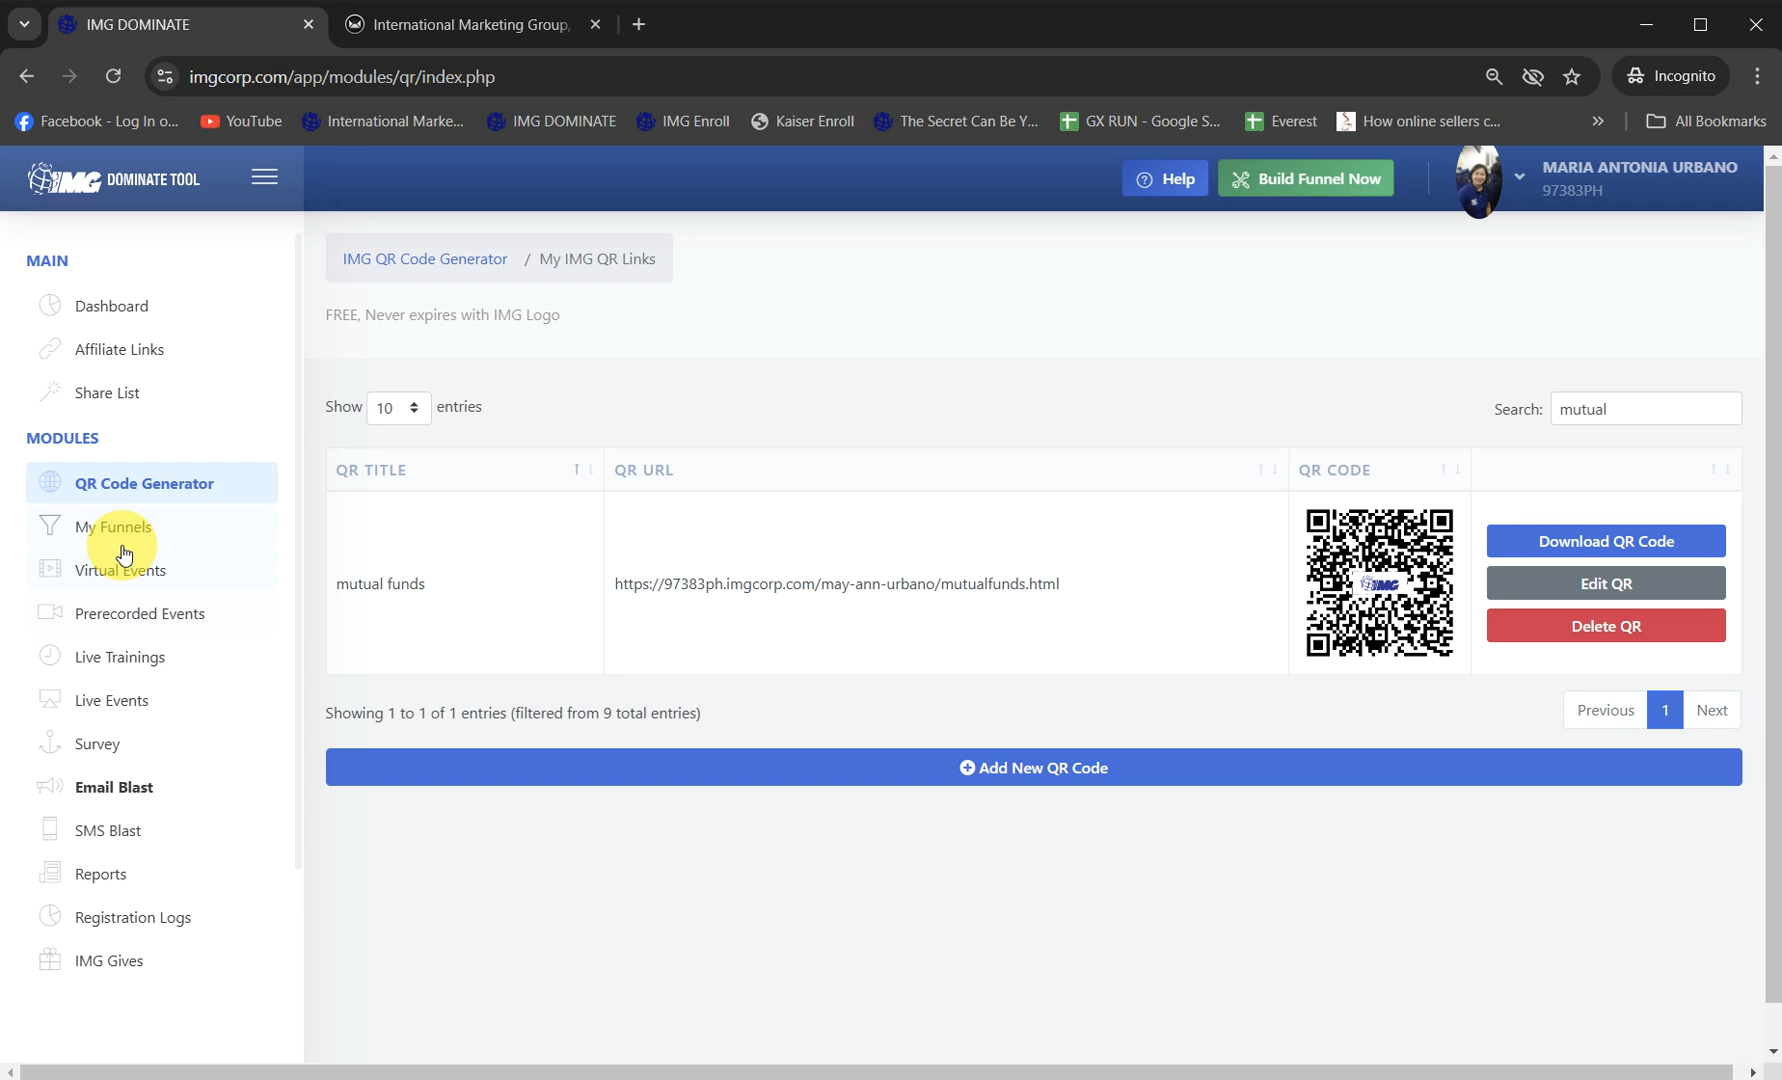 IMG DOMINATE
International Marketing Group,
imgcorp.com/app/modules/qr/index.php
Incognito
Facebook - Log In o...
YouTube
International Marke...
IMG DOMINATE
IMG Enroll
Kaiser Enroll
The Secret Can Be Y...
GX RUN - Google S...
Everest
How online sellers c...
»
All Bookmarks
IMG DOMINATE TOOL
Help
Build Funnel Now
MARIA ANTONIA URBANO
97383PH
MAIN
Dashboard
Affiliate Links
Share List
MODULES
QR Code Generator
My Funnels
Virtual Events
Prerecorded Events
Live Trainings
Live Events
Survey
Email Blast
SMS Blast
Reports
Registration Logs
IMG Gives
IMG QR Code Generator / My IMG QR Links
FREE, Never expires with IMG Logo
Show 10 entries
Search: mutual
QR TITLE
QR URL
QR CODE
mutual funds
https://97383ph.imgcorp.com/may-ann-urbano/mutualfunds.html
IMG
Download QR Code
Edit QR
Delete QR
Showing 1 to 1 of 1 entries (filtered from 9 total entries)
Previous 1 Next
Add New QR Code